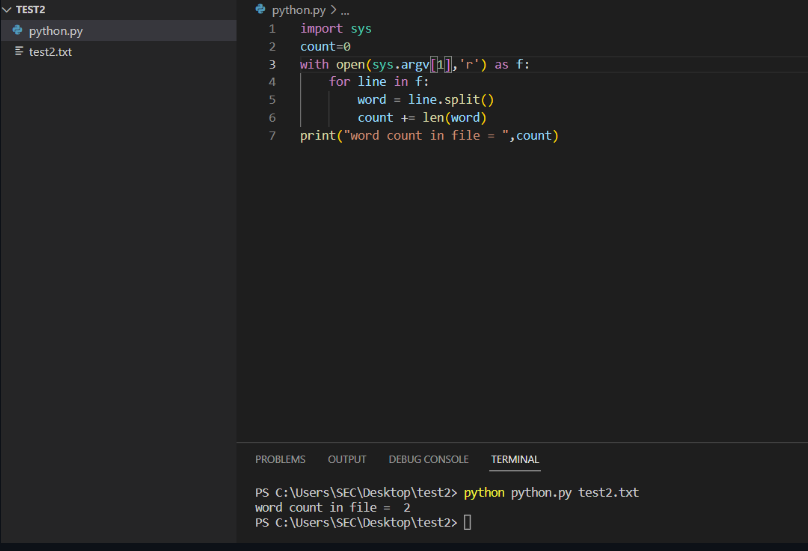 TEST2
python.py
test2.txt
python.py > ...
1 import sys
2 count=0
3 with open(sys.argv[1],'r') as f:
4     for line in f:
5         word = line.split()
6         count += len(word)
7 print("word count in file = ",count)
PROBLEMS OUTPUT DEBUG CONSOLE TERMINAL
PS C:\Users\SEC\Desktop\test2> python python.py test2.txt
word count in file =  2
PS C:\Users\SEC\Desktop\test2>